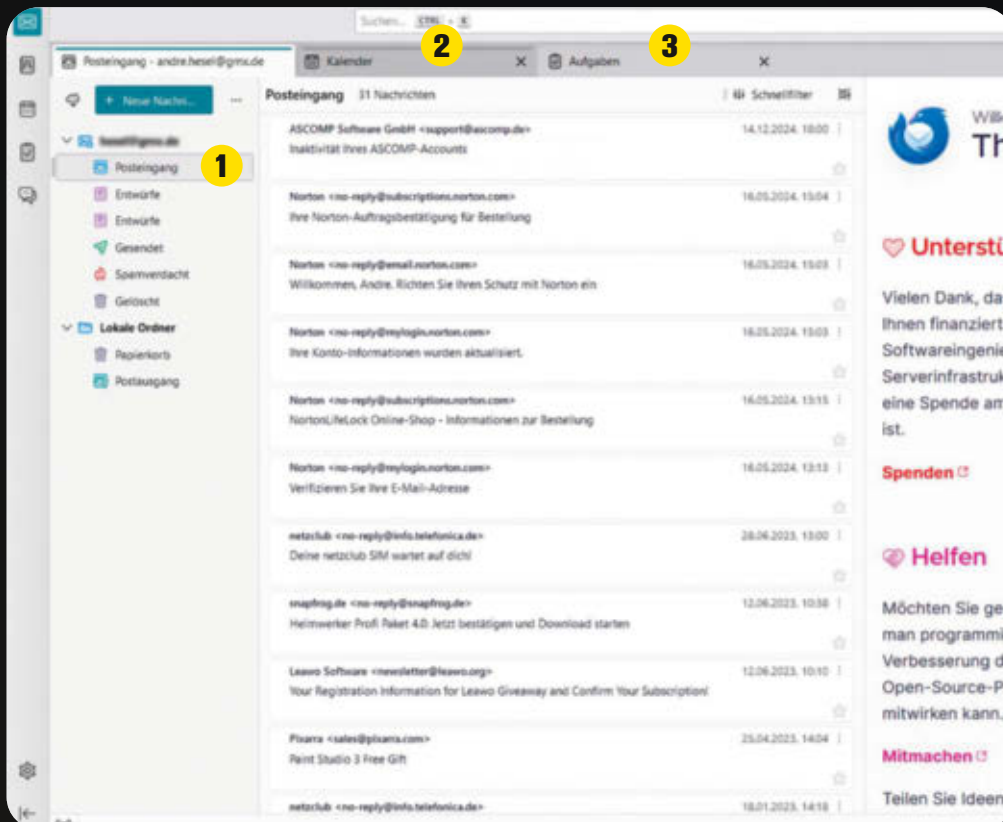 Suchen... CTRL + K
Posteingang - andre.hesel@gmx.de
Kalender
2
Aufgaben
3
+ Neue Nachri...
Posteingang
1
Entwürfe
Entwürfe
Gesendet
Spamverdacht
Gelöscht
Lokale Ordner
Papierkorb
Postausgang
Posteingang 31 Nachrichten
Schnellfilter
ASCOMP Software GmbH <support@ascomp.de> 14.12.2024, 18:00
Inaktivität Ihres ASCOMP-Accounts
Norton <no-reply@subscriptions.norton.com> 16.05.2024, 15:04
Ihre Norton-Auftragsbestätigung für Bestellung
Norton <no-reply@email.norton.com> 16.05.2024, 15:03
Willkommen, Andre. Richten Sie Ihren Schutz mit Norton ein
Norton <no-reply@mylogin.norton.com> 16.05.2024, 15:03
Ihre Konto-Informationen wurden aktualisiert.
Norton <no-reply@subscriptions.norton.com> 16.05.2024, 13:15
NortonLifeLock Online-Shop - Informationen zur Bestellung
Norton <no-reply@mylogin.norton.com> 16.05.2024, 13:13
Verifizieren Sie Ihre E-Mail-Adresse
netzclub <no-reply@info.telefonica.de> 28.06.2023, 13:00
Deine netzclub SIM wartet auf dich!
snapfrog.de <no-reply@snapfrog.de> 12.06.2023, 10:38
Heimwerker Profi Paket 4.0: Jetzt bestätigen und Download starten
Leawo Software <newsletter@leawo.org> 12.06.2023, 10:10
Your Registration Information for Leawo Giveaway and Confirm Your Subscription!
Pixarra <sales@pixarra.com> 25.04.2023, 14:04
Paint Studio 3 Free Gift
netzclub <no-reply@info.telefonica.de> 18.01.2023, 14:18
Will
Th
Unterstü
Vielen Dank, da
Ihnen finanziert
Softwareingenie
Serverinfrastruk
eine Spende am
ist.
Spenden
Helfen
Möchten Sie ge
man programmi
Verbesserung d
Open-Source-P
mitwirken kann.
Mitmachen
Teilen Sie Ideen